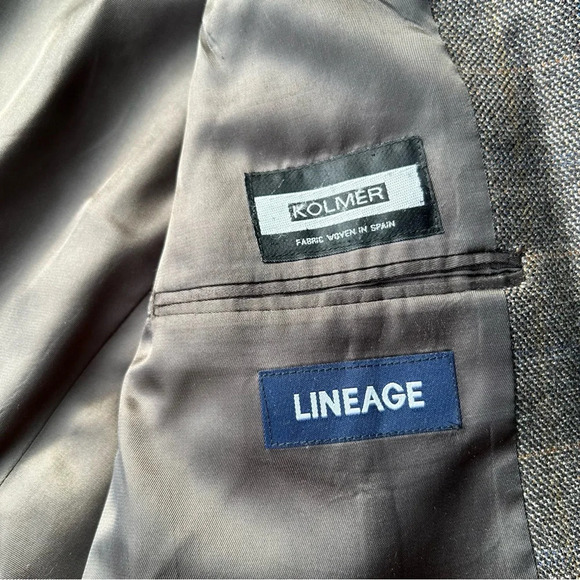 KOLMER
FABRIC WOVEN IN SPAIN
LINEAGE